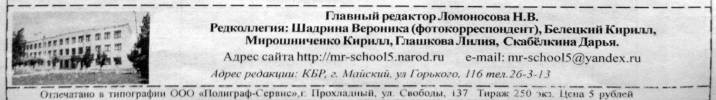 Главный редактор Ломоносова Н.В.
Редколлегия: Шадрина Вероника (фотокорреспондент), Белецкий Кирилл,
Мирошниченко Кирилл, Глашкова Лилия, Скабёлкина Дарья.
Адрес сайта http://mr-school5.narod.ru e-mail: mr-school5@yandex.ru
Адрес редакции: КБР, г. Майский, ул Горького, 116 тел.26-3-13
Отпечатано в типографии ООО «Полиграф-Сервис», г. Прохладный, ул. Свободы, 137 Тираж 250 экз. Цена 5 рублей